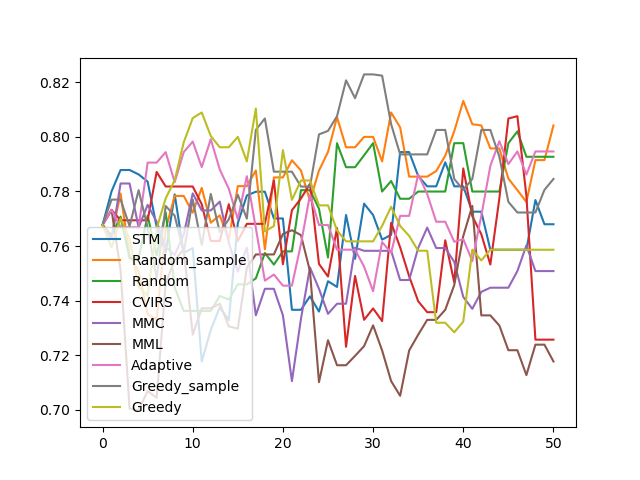 0.82
0.80
0.78
0.76
0.74
0.72
0.70
STM
Random_sample
Random
CVIRS
MMC
MML
Adaptive
Greedy_sample
Greedy
0 10 20 30 40 50